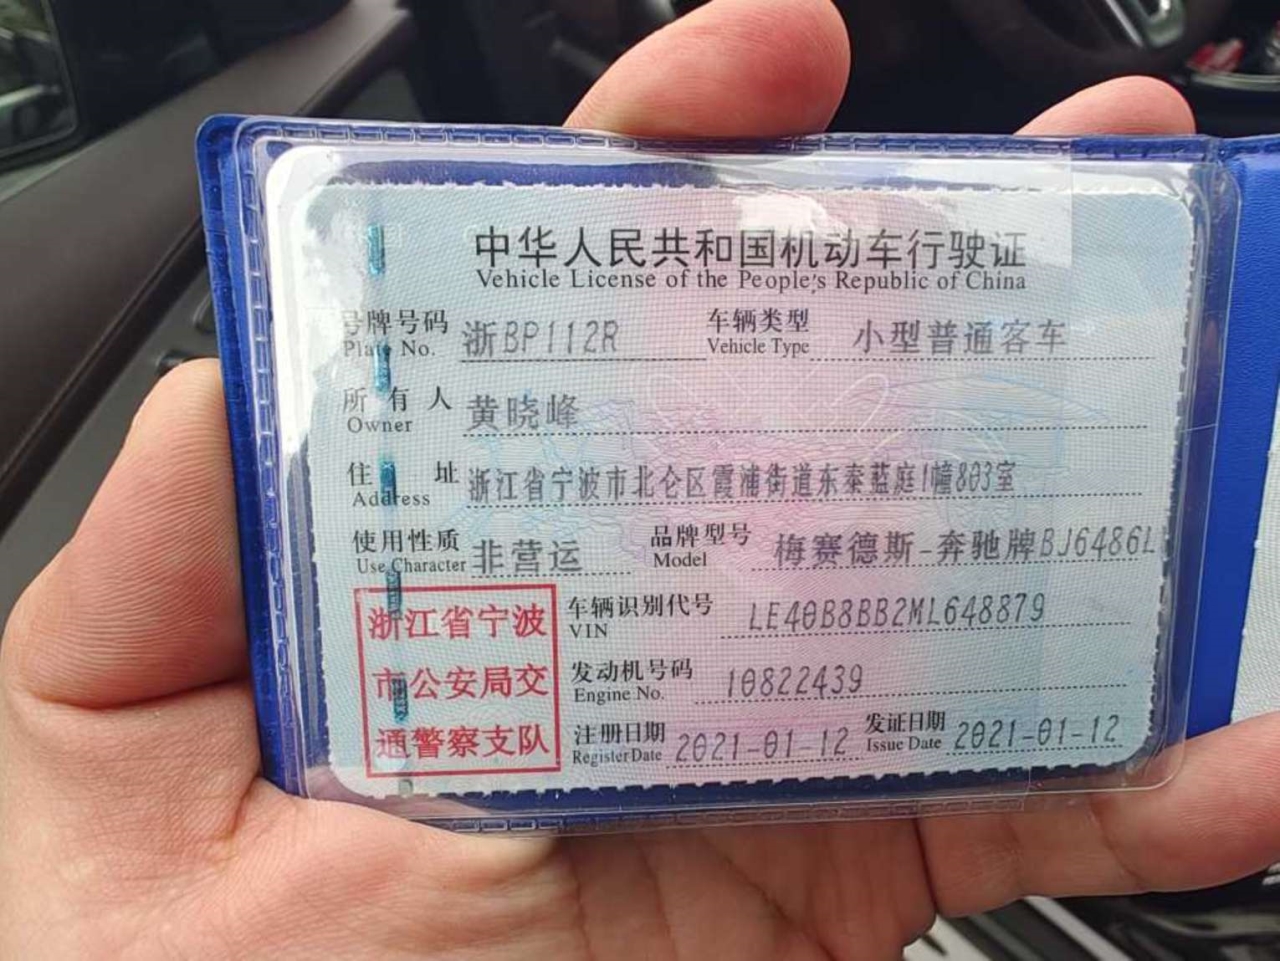 中华人民共和国机动车行驶证
Vehicle License of the People's Republic of China
号牌号码 浙BP112R 车辆类型 小型普通客车
Plate No. Vehicle Type
所有人 黄晓峰
Owner
住址 浙江省宁波市北仑区霞浦街道东泰蓝庭1幢803室
Address
使用性质 非营运 品牌型号 梅赛德斯-奔驰牌BJ6486L
Use Character Model
浙江省宁波 车辆识别代号 LE40B8BB2ML648879
VIN
市公安局交 发动机号码 10822439
Engine No.
通警察支队 注册日期 2021-01-12 发证日期 2021-01-12
Register Date Issue Date